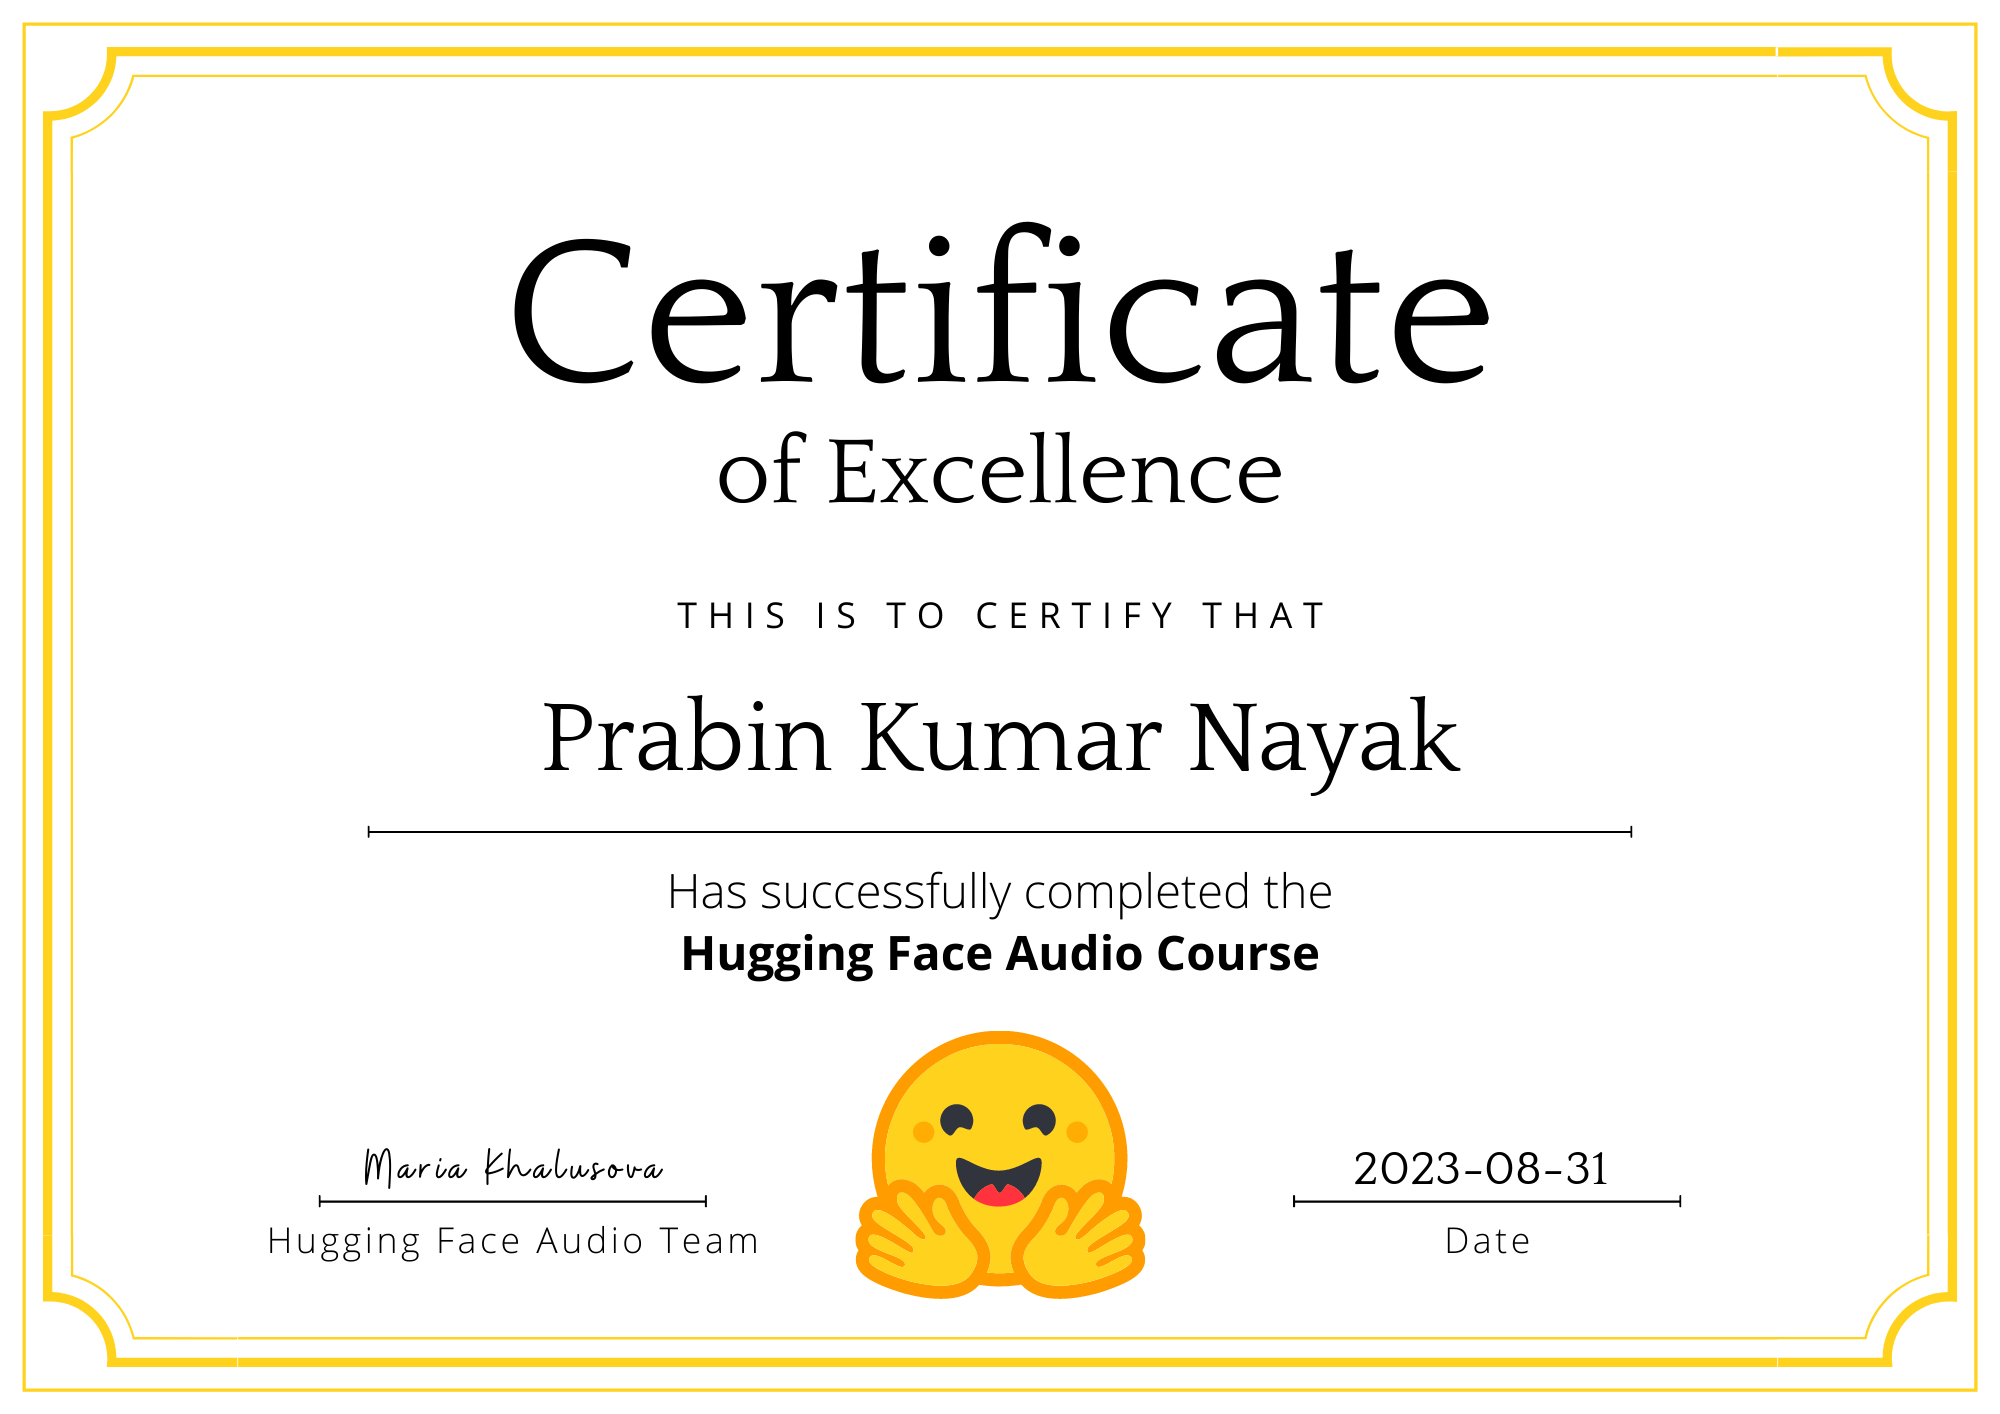 Certificate
of Excellence
THIS IS TO CERTIFY THAT
Prabin Kumar Nayak
Has successfully completed the
Hugging Face Audio Course
Maria Khalusova
Hugging Face Audio Team
2023-08-31
Date